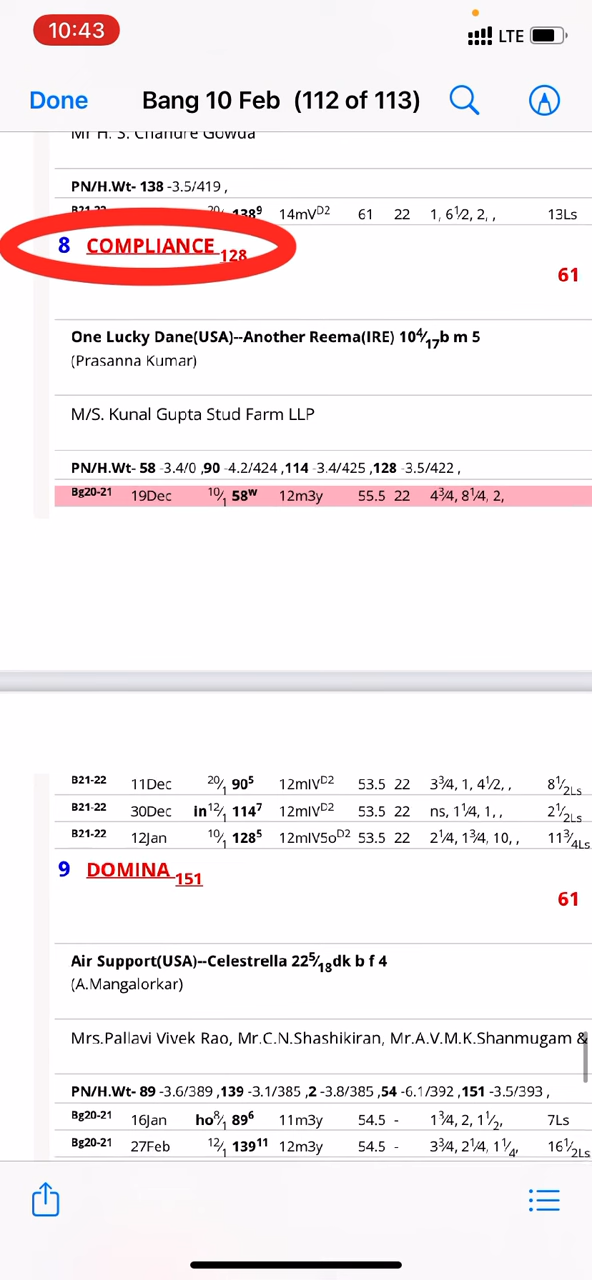 10:43
LTE
Done Bang 10 Feb (112 of 113)
Mr H. S. Chandre Gowda
PN/H.Wt- 138 -3.5/419 ,
B21-22 20/1 138⁹ 14mV^D2 61 22 1, 6½, 2, , 13Ls
8 COMPLIANCE 128
61
One Lucky Dane(USA)--Another Reema(IRE) 10⁴⁄₁₇b m 5
(Prasanna Kumar)
M/S. Kunal Gupta Stud Farm LLP
PN/H.Wt- 58 -3.4/0 ,90 -4.2/424 ,114 -3.4/425 ,128 -3.5/422 ,
Bg20-21 19Dec 10/1 58ʷ 12m3y 55.5 22 4¾, 8¼, 2,
B21-22 11Dec 20/1 90⁵ 12mIV^D2 53.5 22 3¾, 1, 4½, , 8½Ls
B21-22 30Dec in12/1 114⁷ 12mIV^D2 53.5 22 ns, 1¼, 1, , 2½Ls
B21-22 12Jan 10/1 128⁵ 12mIV5o^D2 53.5 22 2¼, 1¾, 10, , 11¾Ls
9 DOMINA 151
61
Air Support(USA)--Celestrella 22⁵⁄₁₈dk b f 4
(A.Mangalorkar)
Mrs.Pallavi Vivek Rao, Mr.C.N.Shashikiran, Mr.A.V.M.K.Shanmugam &
PN/H.Wt- 89 -3.6/389 ,139 -3.1/385 ,2 -3.8/385 ,54 -6.1/392 ,151 -3.5/393 ,
Bg20-21 16Jan ho8/1 89⁶ 11m3y 54.5 - 1¾, 2, 1½, 7Ls
Bg20-21 27Feb 12/1 139¹¹ 12m3y 54.5 - 3¾, 2¼, 1¼, 16½Ls